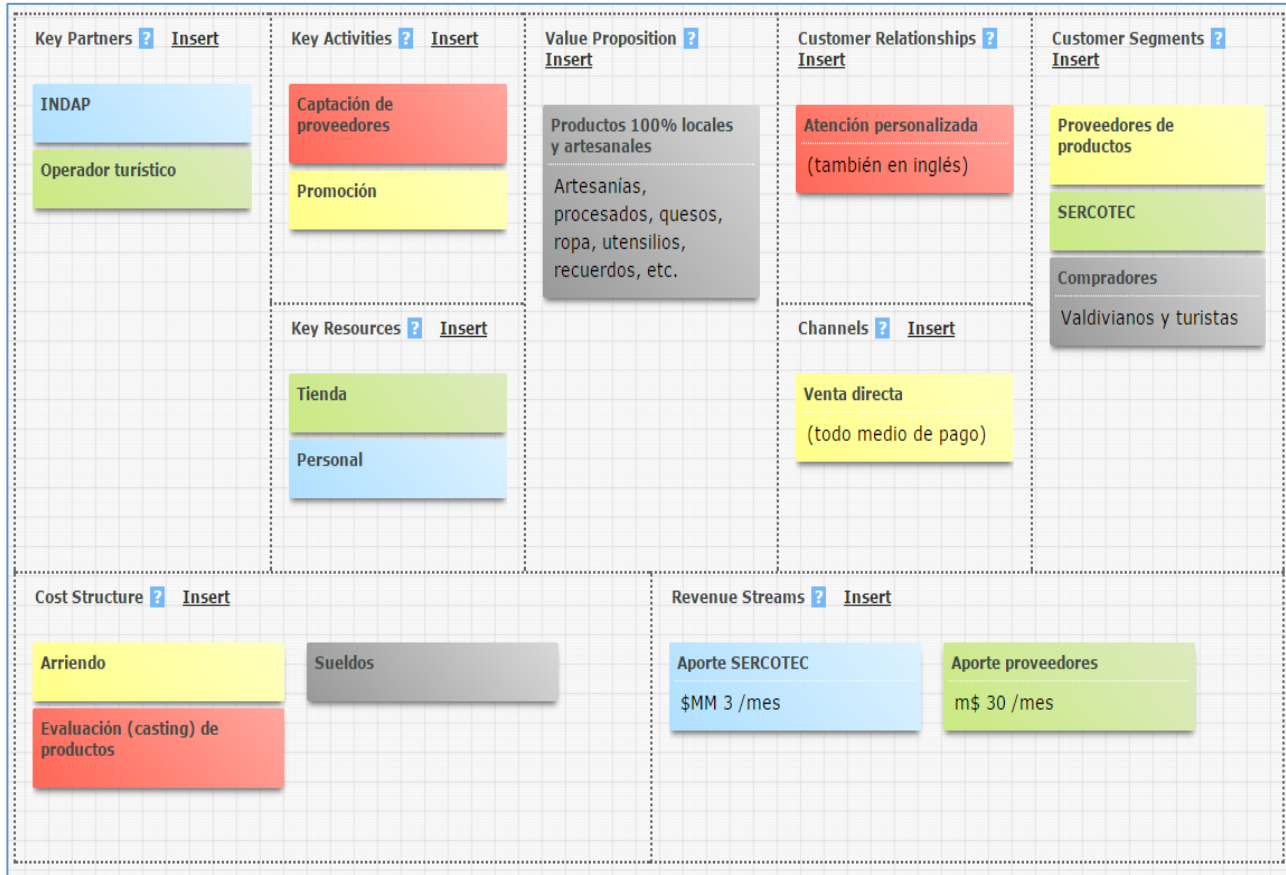 Key Partners ? Insert
INDAP
Operador turístico
Key Activities ? Insert
Captación de
proveedores
Promoción
Key Resources ? Insert
Tienda
Personal
Value Proposition ?
Insert
Productos 100% locales
y artesanales
Artesanías,
procesados, quesos,
ropa, utensilios,
recuerdos, etc.
Customer Relationships ?
Insert
Atención personalizada
(también en inglés)
Channels ? Insert
Venta directa
(todo medio de pago)
Customer Segments ?
Insert
Proveedores de
productos
SERCOTEC
Compradores
Valdivianos y turistas
Cost Structure ? Insert
Arriendo
Sueldos
Evaluación (casting) de
productos
Revenue Streams ? Insert
Aporte SERCOTEC
$MM 3 /mes
Aporte proveedores
m$ 30 /mes